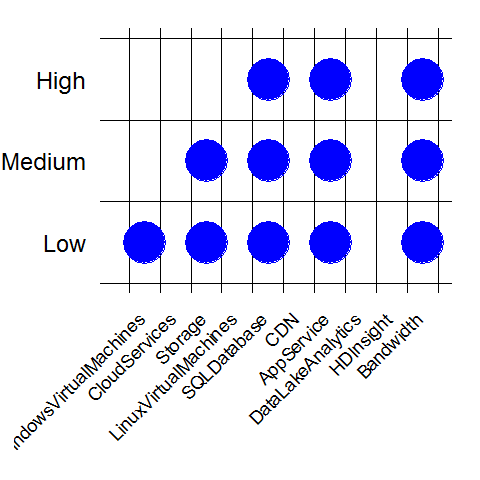 High
Medium
Low
ndowsVirtualMachines
CloudServices
Storage
LinuxVirtualMachines
SQLDatabase
CDN
AppService
DataLakeAnalytics
HDInsight
Bandwidth